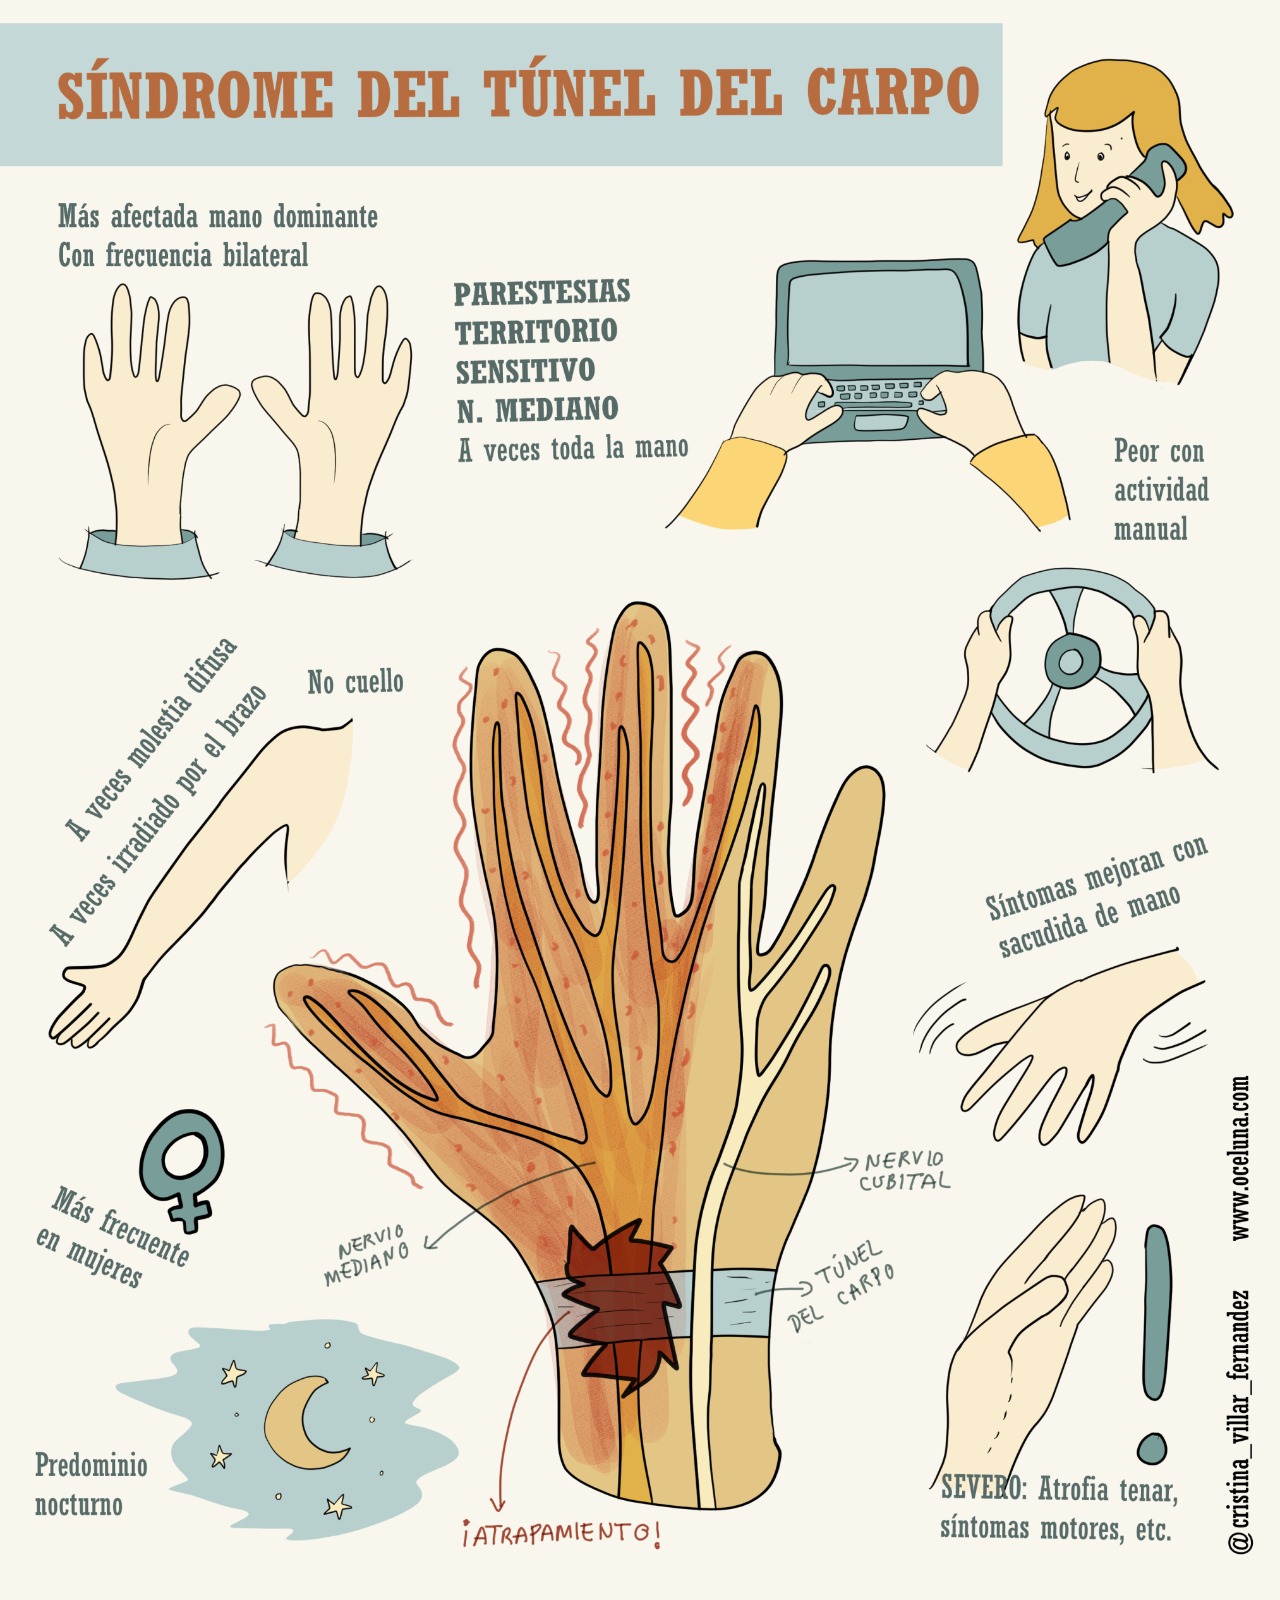 SÍNDROME DEL TÚNEL DEL CARPO
Más afectada mano dominante
Con frecuencia bilateral
PARESTESIAS
TERRITORIO
SENSITIVO
N. MEDIANO
A veces toda la mano
Peor con
actividad
manual
A veces molestia difusa
A veces irradiado por el brazo
No cuello
Síntomas mejoran con
sacudida de mano
Más frecuente
en mujeres
NERVIO
MEDIANO
NERVIO
CUBITAL
TÚNEL
DEL CARPO
Predominio
nocturno
¡ATRAPAMIENTO!
SEVERO: Atrofia tenar,
síntomas motores, etc.
@cristina_villar_fernandez www.oceluna.com